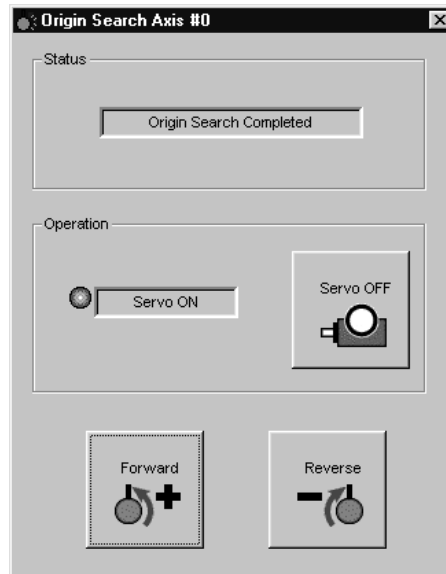 Origin Search Axis #0
Status
Origin Search Completed
Operation
Servo ON
Servo OFF
Forward
Reverse